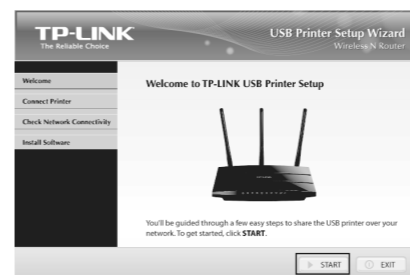 TP-LINK
The Reliable Choice
USB Printer Setup Wizard
Wireless N Router
Welcome
Connect Printer
Check Network Connectivity
Install Software
Welcome to TP-LINK USB Printer Setup
You'll be guided through a few easy steps to share the USB printer over your
network. To get started, click START.
START
EXIT